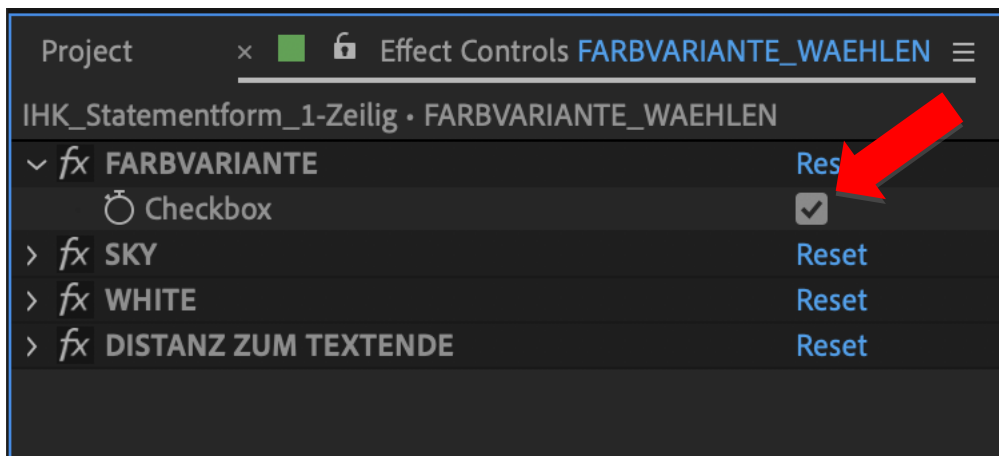 Project × Effect Controls FARBVARIANTE_WAEHLEN
IHK_Statementform_1-Zeilig • FARBVARIANTE_WAEHLEN
fx FARBVARIANTE Res
Checkbox
fx SKY Reset
fx WHITE Reset
fx DISTANZ ZUM TEXTENDE Reset